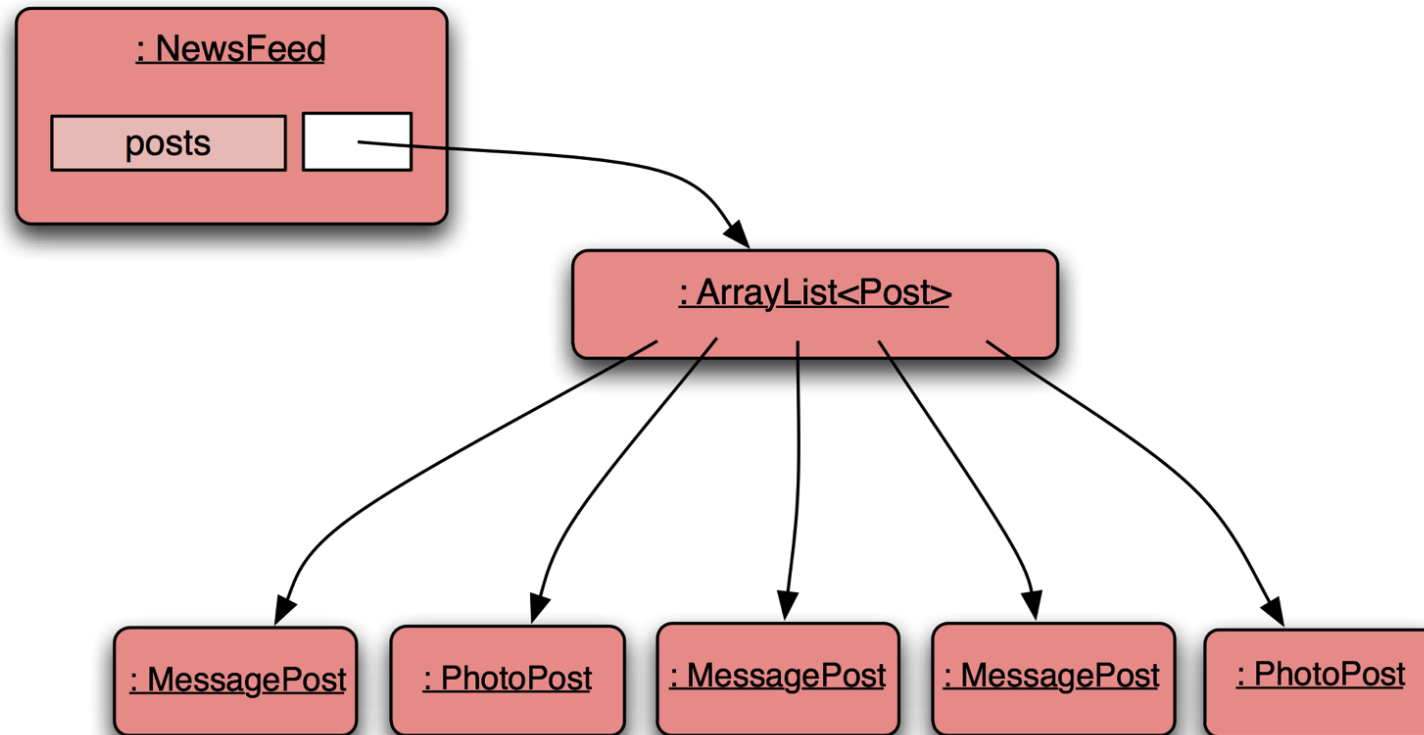 : NewsFeed
posts
: ArrayList<Post>
: MessagePost
: PhotoPost
: MessagePost
: MessagePost
: PhotoPost